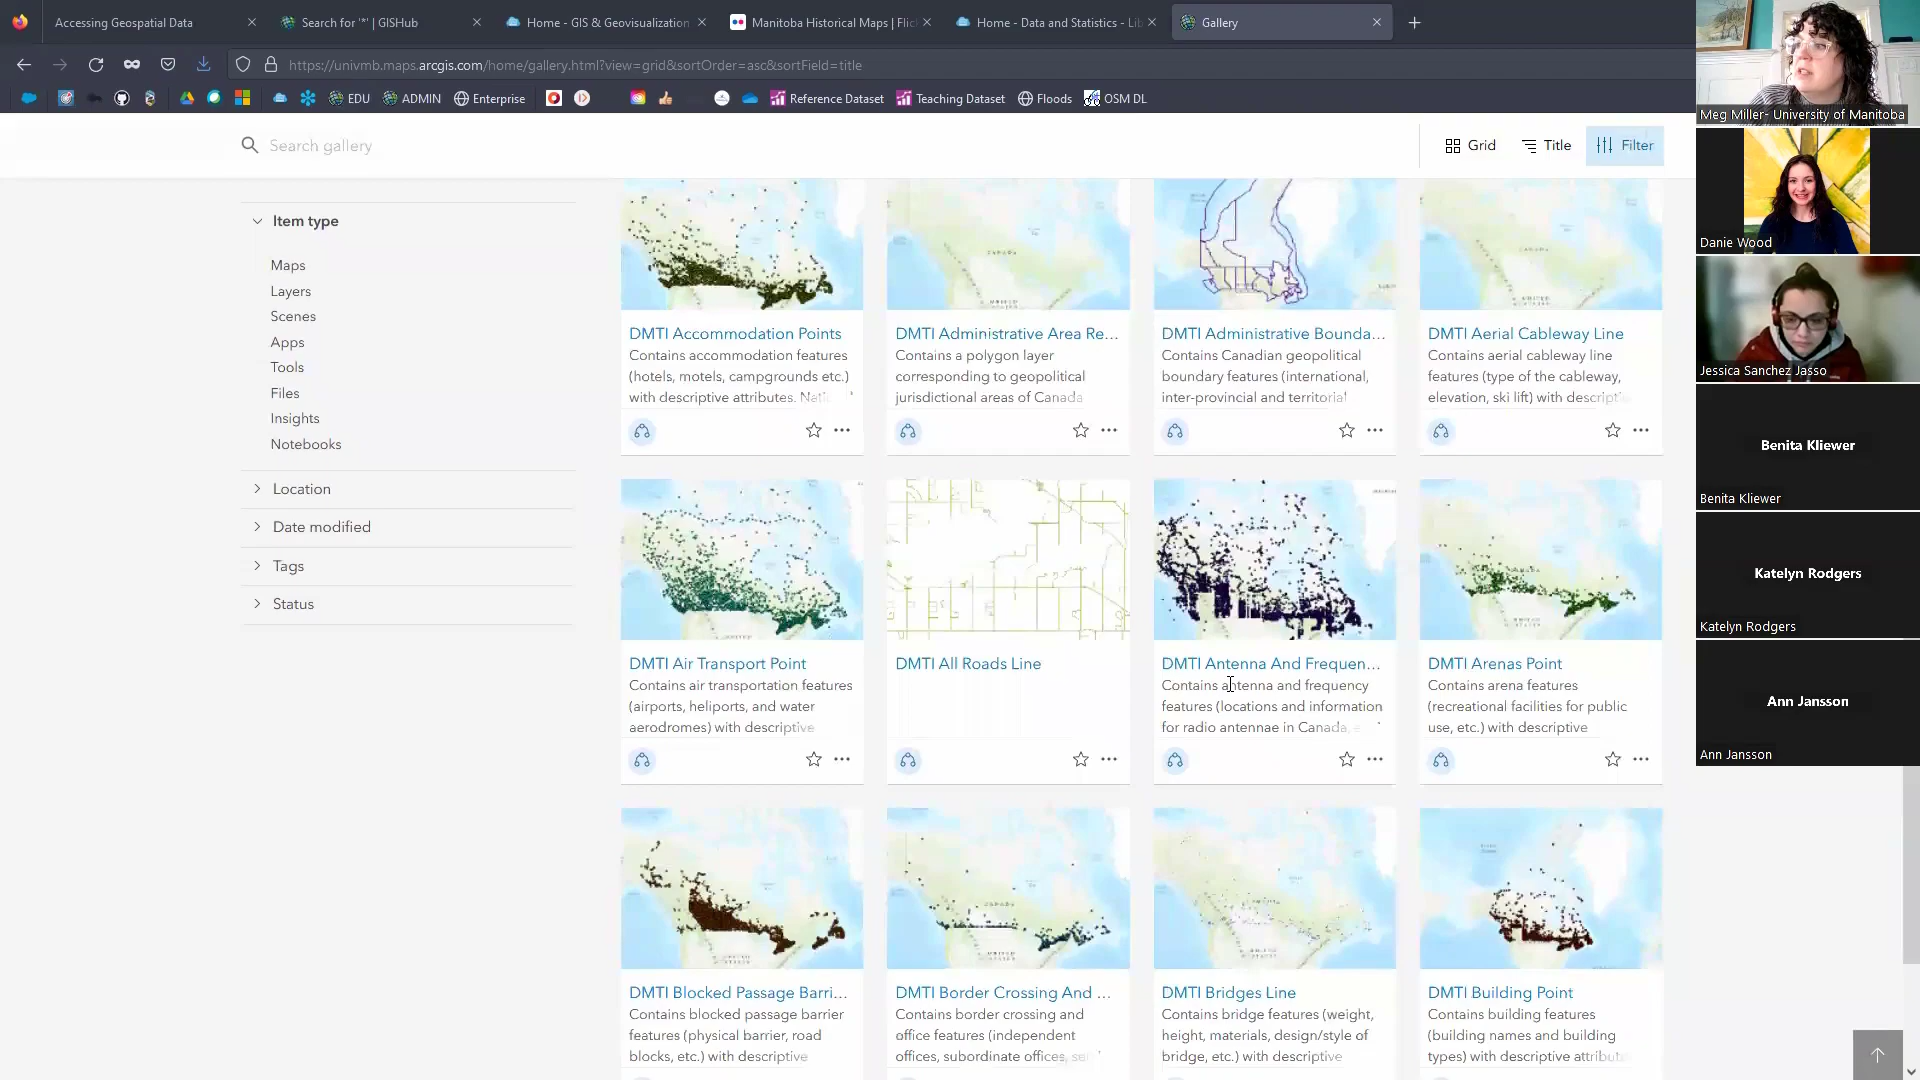 Accessing Geospatial Data
Search for '*' | GISHub
Home - GIS & Geovisualization
Manitoba Historical Maps | Flic
Home - Data and Statistics - Lib
Gallery
https://univmb.maps.arcgis.com/home/gallery.html?view=grid&sortOrder=asc&sortField=title
EDU
ADMIN
Enterprise
Reference Dataset
Teaching Dataset
Floods
OSM DL
Search gallery
Grid
Title
Filter
Item type
Maps
Layers
Scenes
Apps
Tools
Files
Insights
Notebooks
Location
Date modified
Tags
Status
DMTI Accommodation Points
Contains accommodation features
(hotels, motels, campgrounds etc.)
with descriptive attributes.
DMTI Administrative Area Re...
Contains a polygon layer
corresponding to geopolitical
jurisdictional areas of Canada
DMTI Administrative Bounda...
Contains Canadian geopolitical
boundary features (international,
inter-provincial and territorial
DMTI Aerial Cableway Line
Contains aerial cableway line
features (type of the cableway,
elevation, ski lift) with
DMTI Air Transport Point
Contains air transportation features
(airports, heliports, and water
aerodromes) with descriptive
DMTI All Roads Line
DMTI Antenna And Frequen...
Contains antenna and frequency
features (locations and information
for radio antennae in Canada,
DMTI Arenas Point
Contains arena features
(recreational facilities for public
use, etc.) with descriptive
DMTI Blocked Passage Barri...
Contains blocked passage barrier
features (physical barrier, road
blocks, etc.) with descriptive
DMTI Border Crossing And ...
Contains border crossing and
office features (independent
offices, subordinate offices,
DMTI Bridges Line
Contains bridge features (weight,
height, materials, design/style of
bridge, etc.) with descriptive
DMTI Building Point
Contains building features
(building names and building
types) with descriptive
Meg Miller- University of Manitoba
Danie Wood
Jessica Sanchez Jasso
Benita Kliewer
Benita Kliewer
Katelyn Rodgers
Katelyn Rodgers
Ann Jansson
Ann Jansson